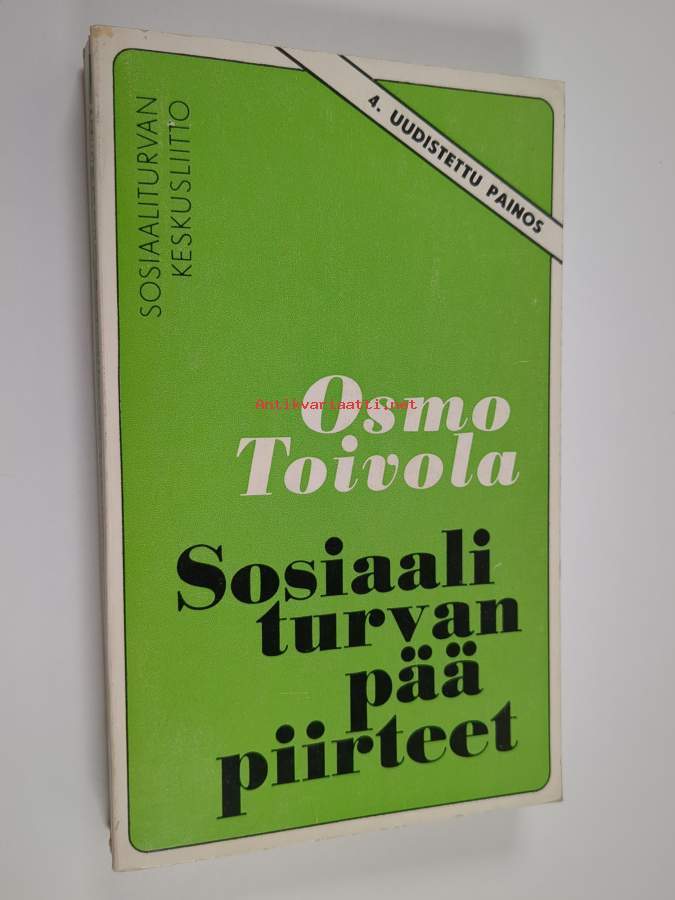 SOSIAALITURVAN
KESKUSLIITTO
4. UUDISTETTU PAINOS
Osmo
Antikvariaatti.net
Toivola
Sosiaali
turvan
pää
piirteet